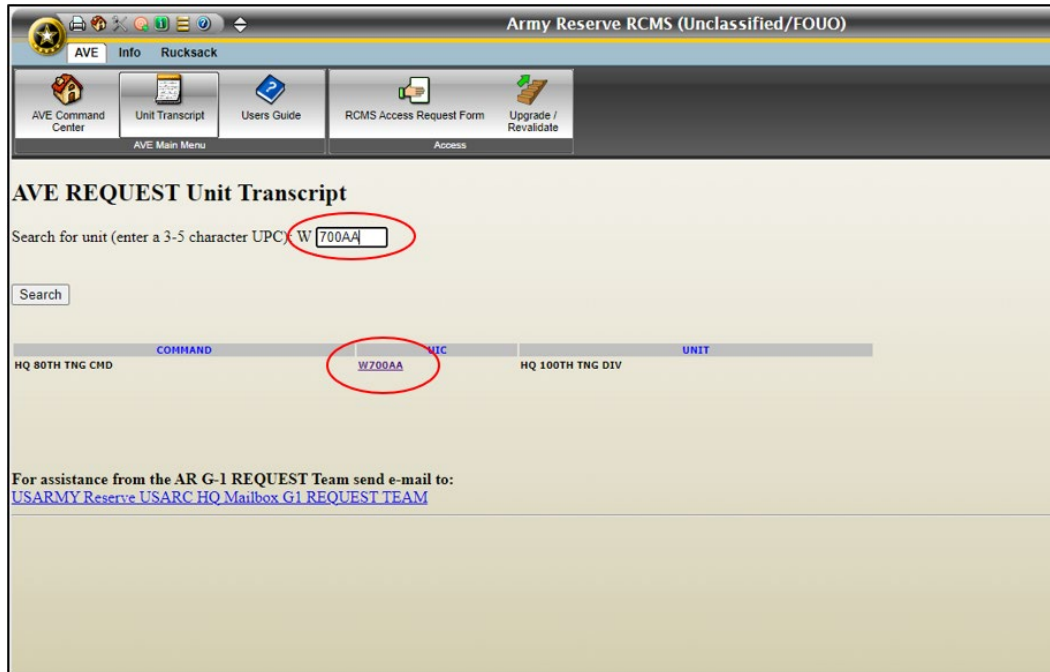 Army Reserve RCMS (Unclassified/FOUO)
AVE Info Rucksack
AVE Command Center
Unit Transcript
Users Guide
RCMS Access Request Form
Upgrade / Revalidate
AVE Main Menu
Access
AVE REQUEST Unit Transcript
Search for unit (enter a 3-5 character UPC): W 700AA
Search
COMMAND UIC UNIT
HQ 80TH TNG CMD W700AA HQ 100TH TNG DIV
For assistance from the AR G-1 REQUEST Team send e-mail to:
USARMY Reserve USARC HQ Mailbox G1 REQUEST TEAM